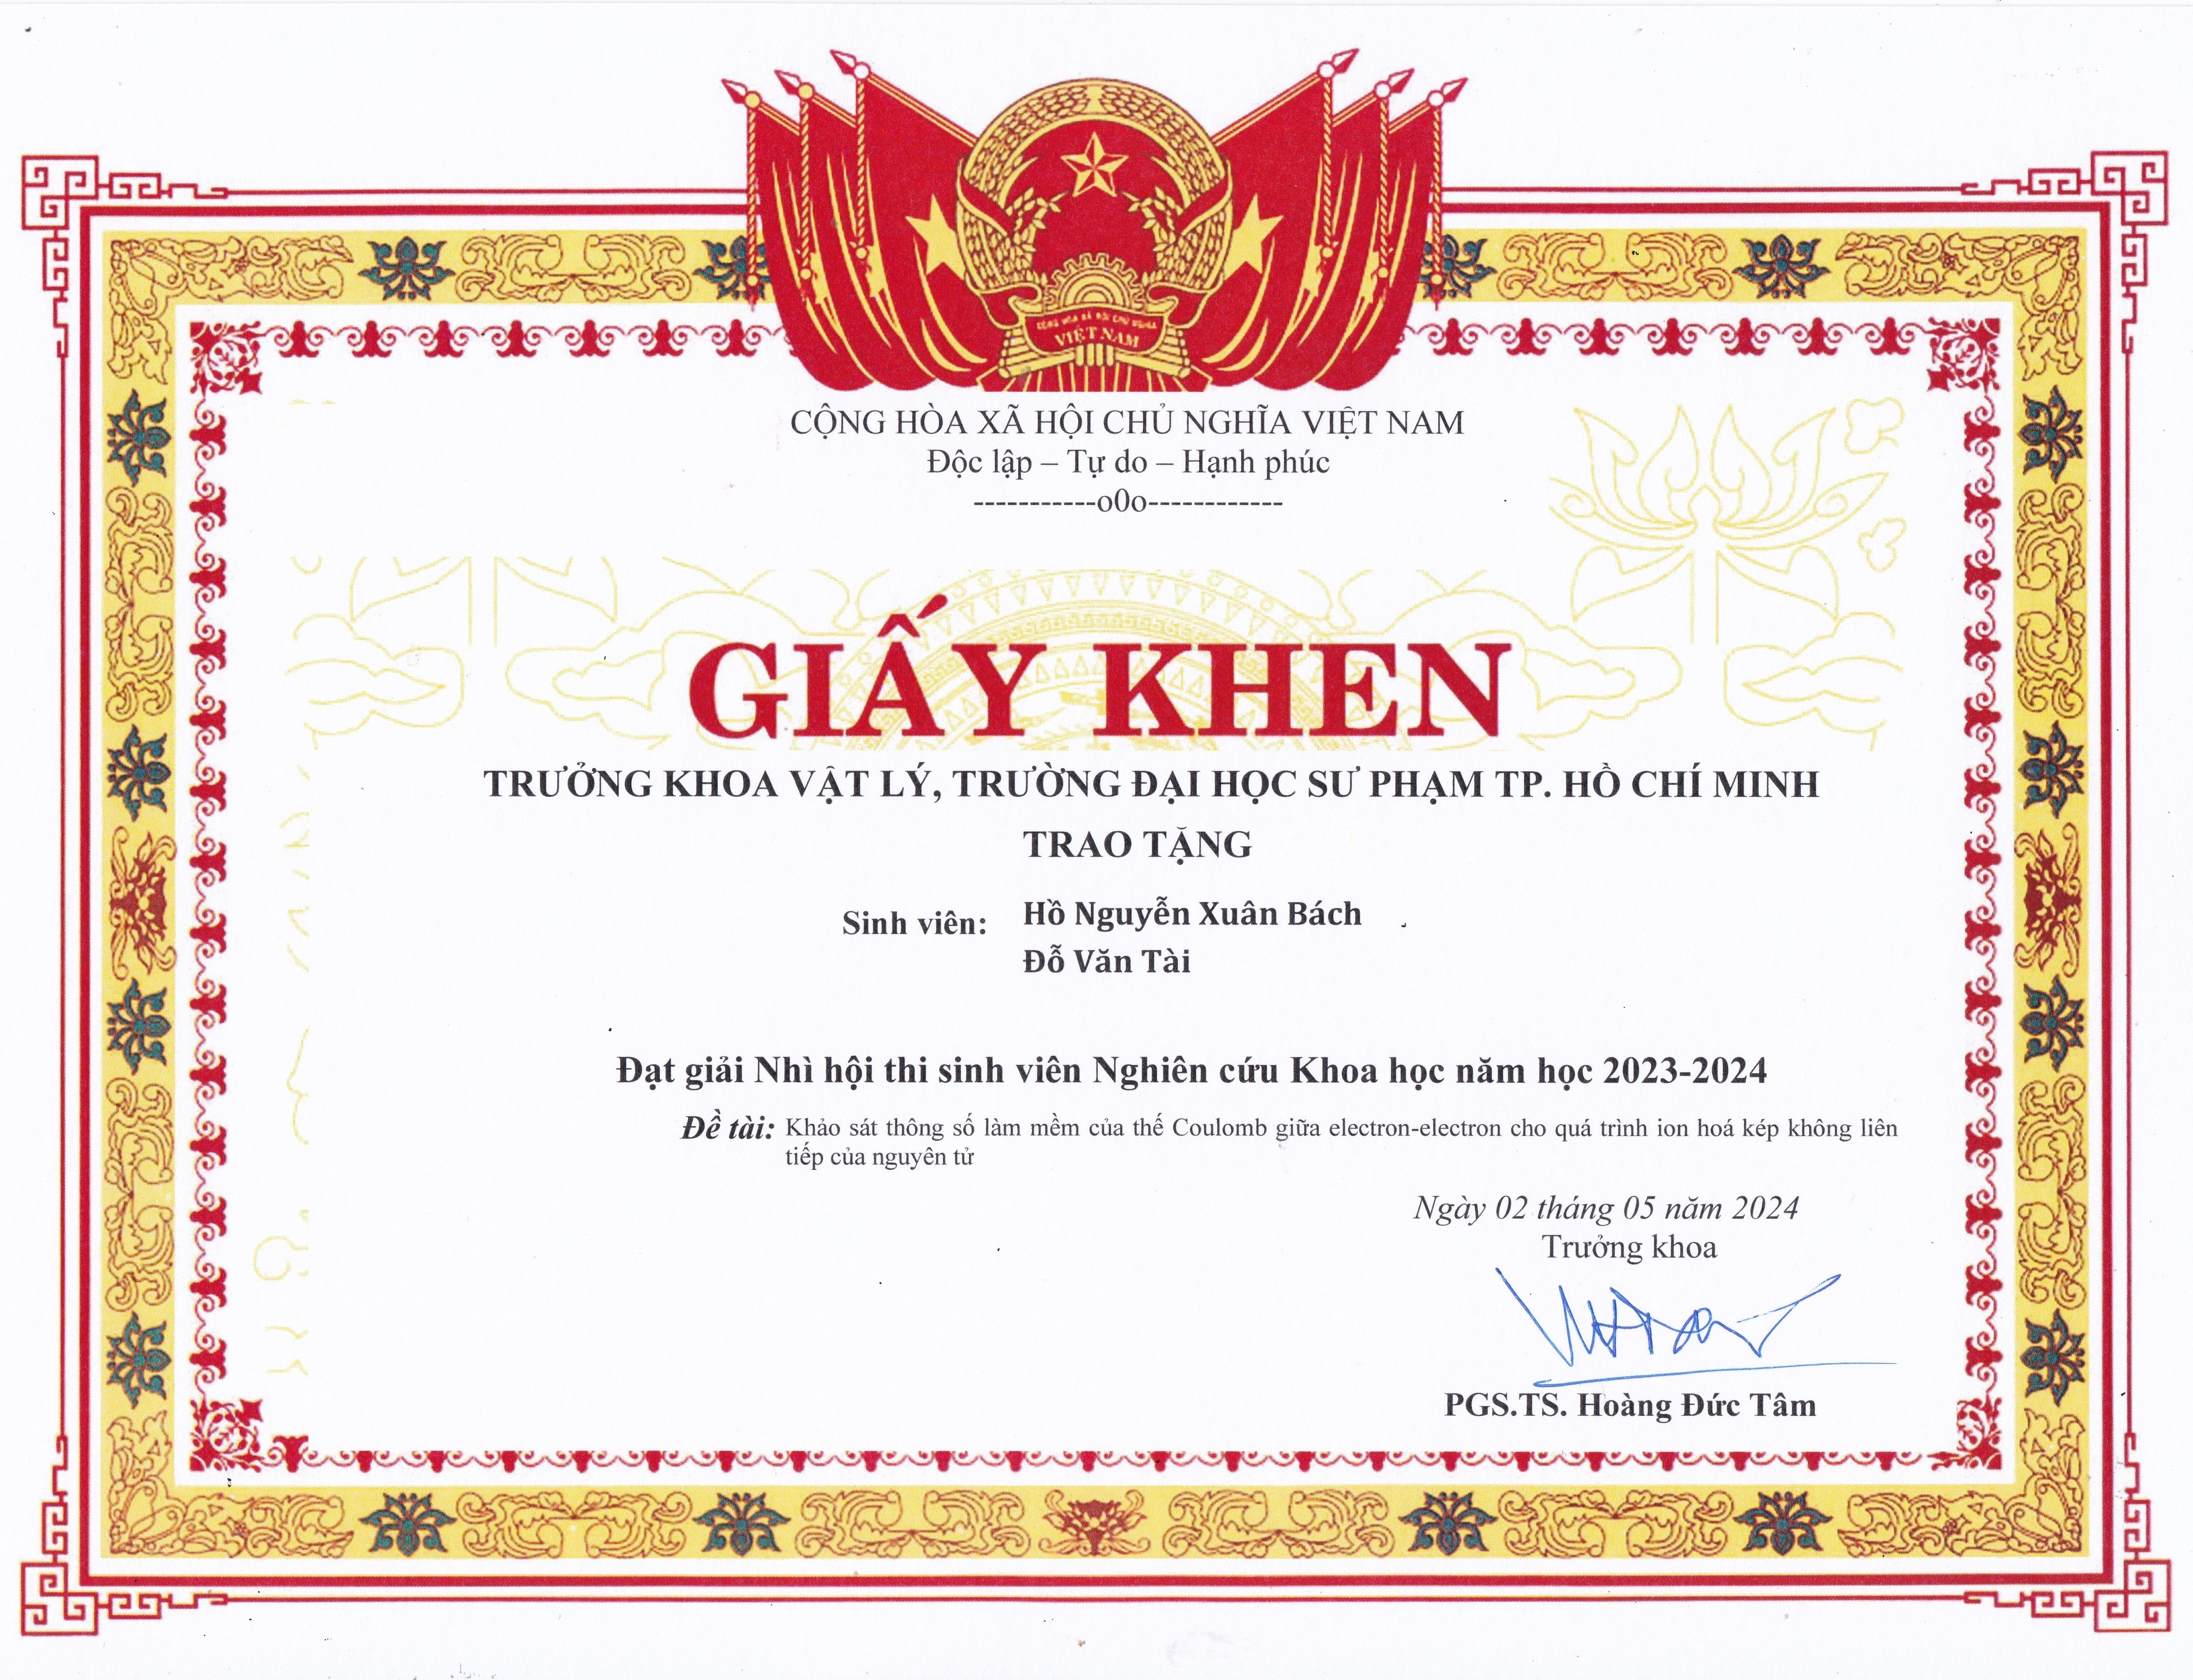 CỘNG HÒA XÃ HỘI CHỦ NGHĨA
VIỆT NAM
CỘNG HÒA XÃ HỘI CHỦ NGHĨA VIỆT NAM
Độc lập – Tự do – Hạnh phúc
-----------o0o------------
GIẤY KHEN
TRƯỞNG KHOA VẬT LÝ, TRƯỜNG ĐẠI HỌC SƯ PHẠM TP. HỒ CHÍ MINH
TRAO TẶNG
Sinh viên: Hồ Nguyễn Xuân Bách
Đỗ Văn Tài
Đạt giải Nhì hội thi sinh viên Nghiên cứu Khoa học năm học 2023-2024
Đề tài: Khảo sát thông số làm mềm của thế Coulomb giữa electron-electron cho quá trình ion hoá kép không liên
tiếp của nguyên tử
Ngày 02 tháng 05 năm 2024
Trưởng khoa
PGS.TS. Hoàng Đức Tâm